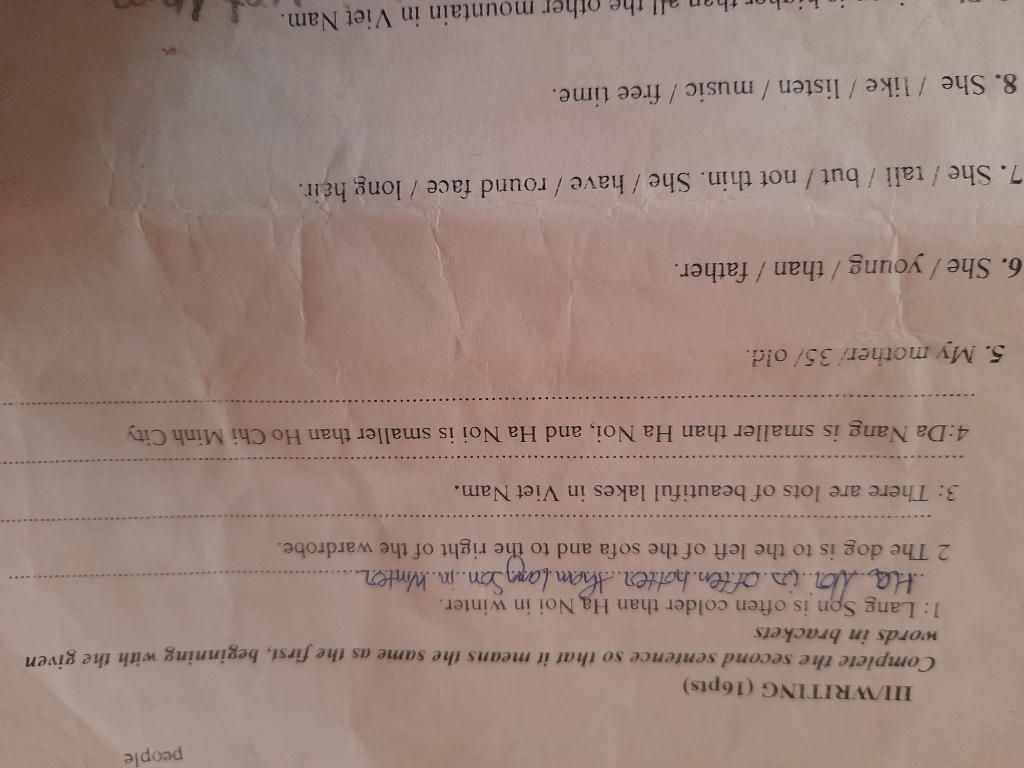 people
III/WRITING (16pts)
Complete the second sentence so that it means the same as the first, beginning with the given
words in brackets
1: Lang Son is often colder than Ha Noi in winter.
Ha Noi is often hotter than Lang Son in winter
2 The dog is to the left of the sofa and to the right of the wardrobe.
3: There are lots of beautiful lakes in Viet Nam.
4:Da Nang is smaller than Ha Noi, and Ha Noi is smaller than Ho Chi Minh City
5. My mother/ 35/ old.
6. She / young / than / father.
7. She / tall / but / not thin. She / have / round face / long hair.
8. She / like / listen / music / free time.
is higher than all the other mountain in Viet Nam.